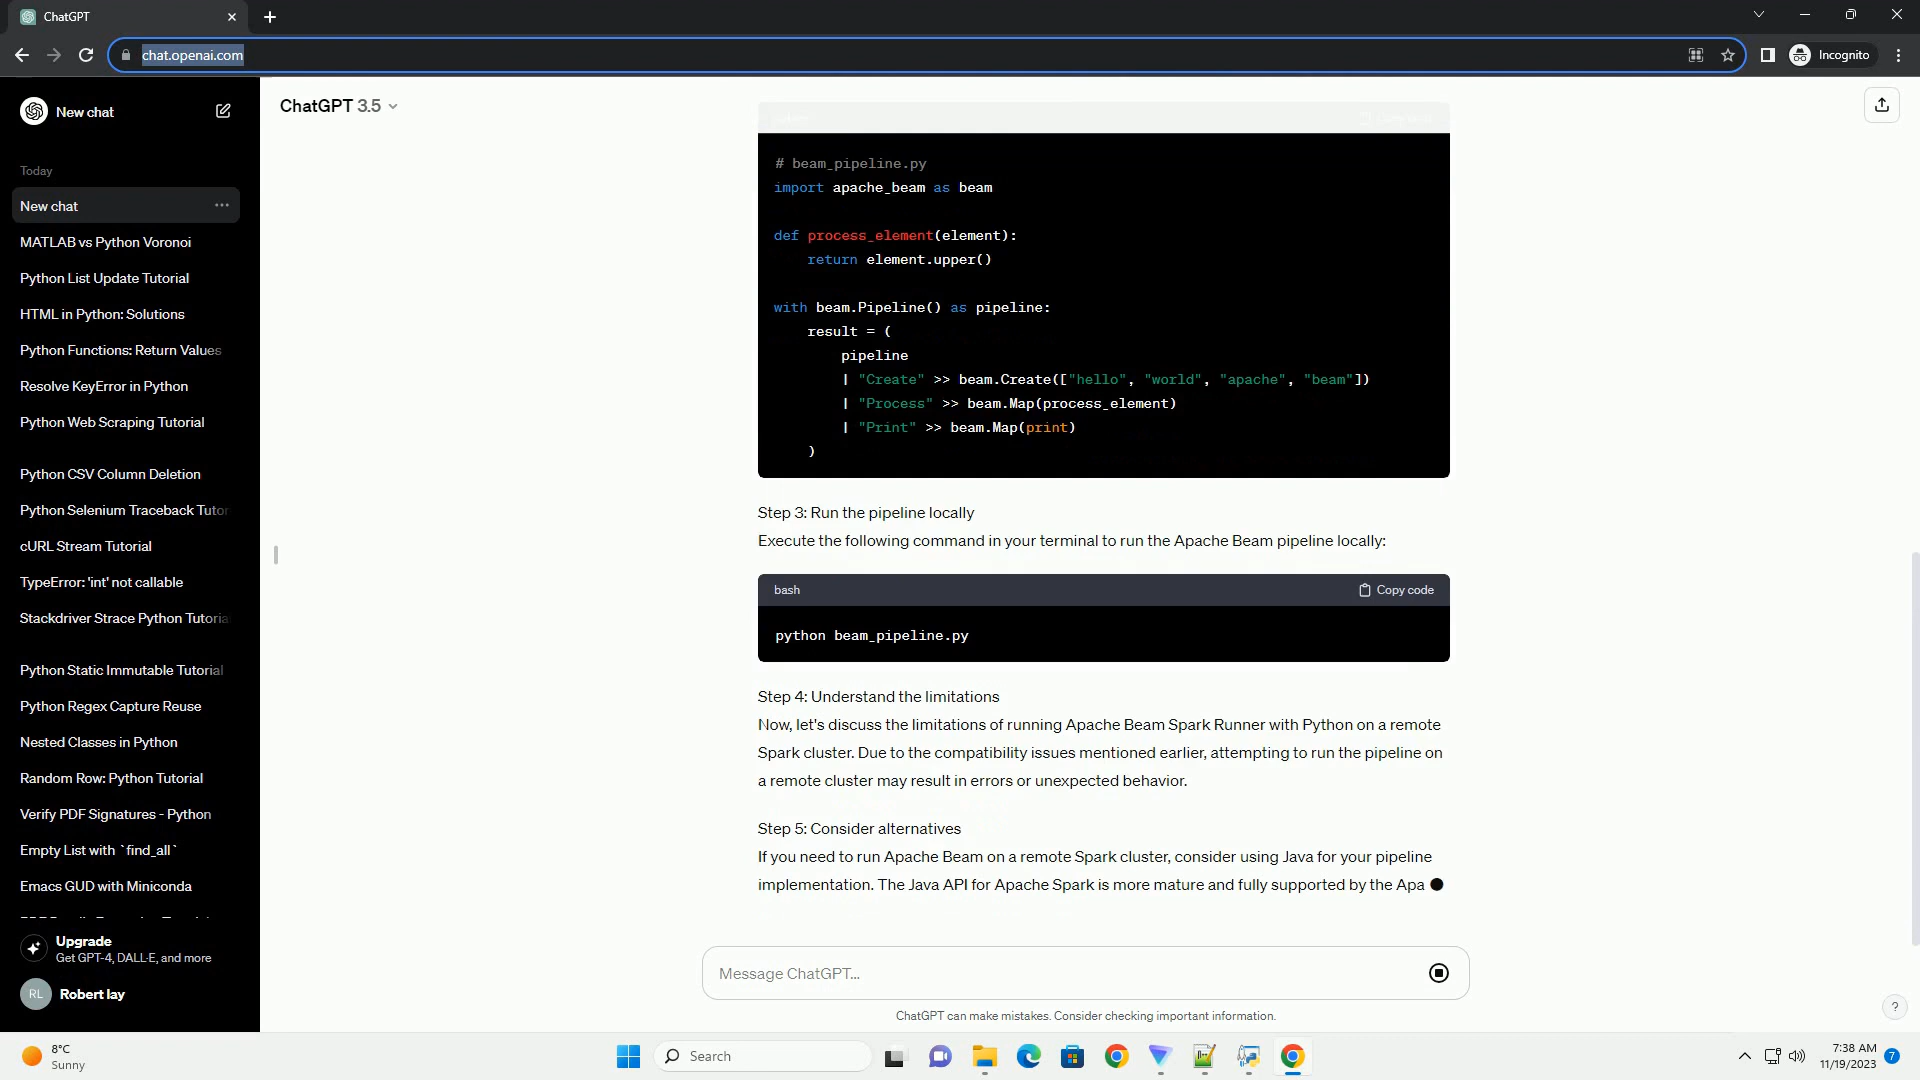 ChatGPT
chat.openai.com
Incognito
New chat
Today
New chat
MATLAB vs Python Voronoi
Python List Update Tutorial
HTML in Python: Solutions
Python Functions: Return Values
Resolve KeyError in Python
Python Web Scraping Tutorial
Python CSV Column Deletion
Python Selenium Traceback Tutor
cURL Stream Tutorial
TypeError: 'int' not callable
Stackdriver Strace Python Tutoria
Python Static Immutable Tutorial
Python Regex Capture Reuse
Nested Classes in Python
Random Row: Python Tutorial
Verify PDF Signatures - Python
Empty List with `find_all`
Emacs GUD with Miniconda
Upgrade
Get GPT-4, DALL·E, and more
RL Robert lay
ChatGPT 3.5
# beam_pipeline.py
import apache_beam as beam
def process_element(element):
return element.upper()
with beam.Pipeline() as pipeline:
result = (
pipeline
| "Create" >> beam.Create(["hello", "world", "apache", "beam"])
| "Process" >> beam.Map(process_element)
| "Print" >> beam.Map(print)
)
Step 3: Run the pipeline locally
Execute the following command in your terminal to run the Apache Beam pipeline locally:
bash Copy code
python beam_pipeline.py
Step 4: Understand the limitations
Now, let's discuss the limitations of running Apache Beam Spark Runner with Python on a remote
Spark cluster. Due to the compatibility issues mentioned earlier, attempting to run the pipeline on
a remote cluster may result in errors or unexpected behavior.
Step 5: Consider alternatives
If you need to run Apache Beam on a remote Spark cluster, consider using Java for your pipeline
implementation. The Java API for Apache Spark is more mature and fully supported by the Apa
Message ChatGPT...
ChatGPT can make mistakes. Consider checking important information.
?
8°C
Sunny
Search
7:38 AM
11/19/2023
7